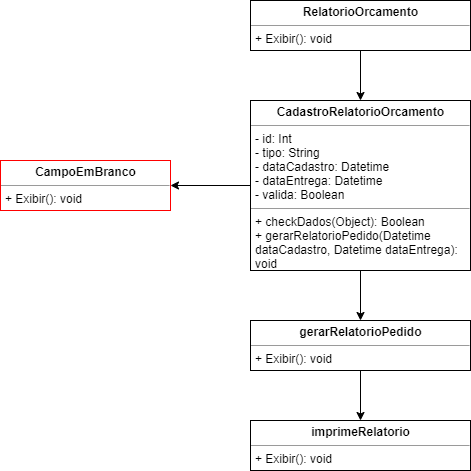 RelatorioOrcamento
+ Exibir(): void
CadastroRelatorioOrcamento
- id: Int
- tipo: String
- dataCadastro: Datetime
- dataEntrega: Datetime
- valida: Boolean
+ checkDados(Object): Boolean
+ gerarRelatorioPedido(Datetime
dataCadastro, Datetime dataEntrega):
void
CampoEmBranco
+ Exibir(): void
gerarRelatorioPedido
+ Exibir(): void
imprimeRelatorio
+ Exibir(): void